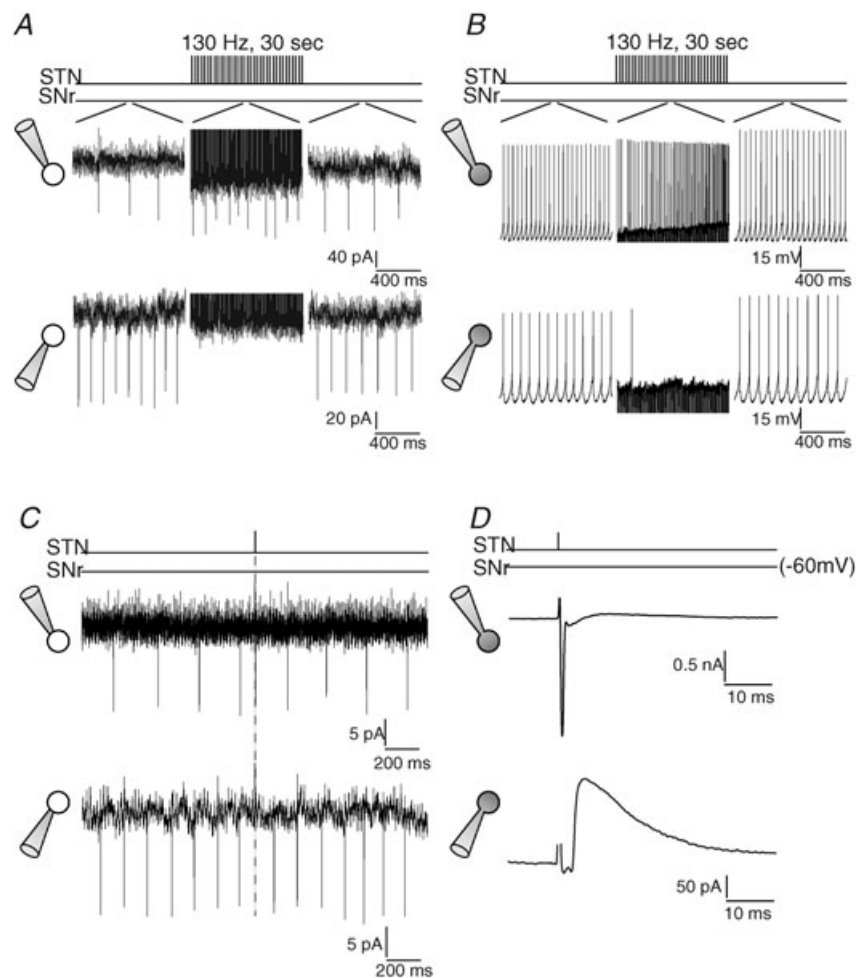 A
130 Hz, 30 sec
STN
SNr
40 pA
400 ms
20 pA
400 ms
B
130 Hz, 30 sec
STN
SNr
15 mV
400 ms
15 mV
400 ms
C
STN
SNr
5 pA
200 ms
5 pA
200 ms
D
STN
SNr (-60mV)
0.5 nA
10 ms
50 pA
10 ms